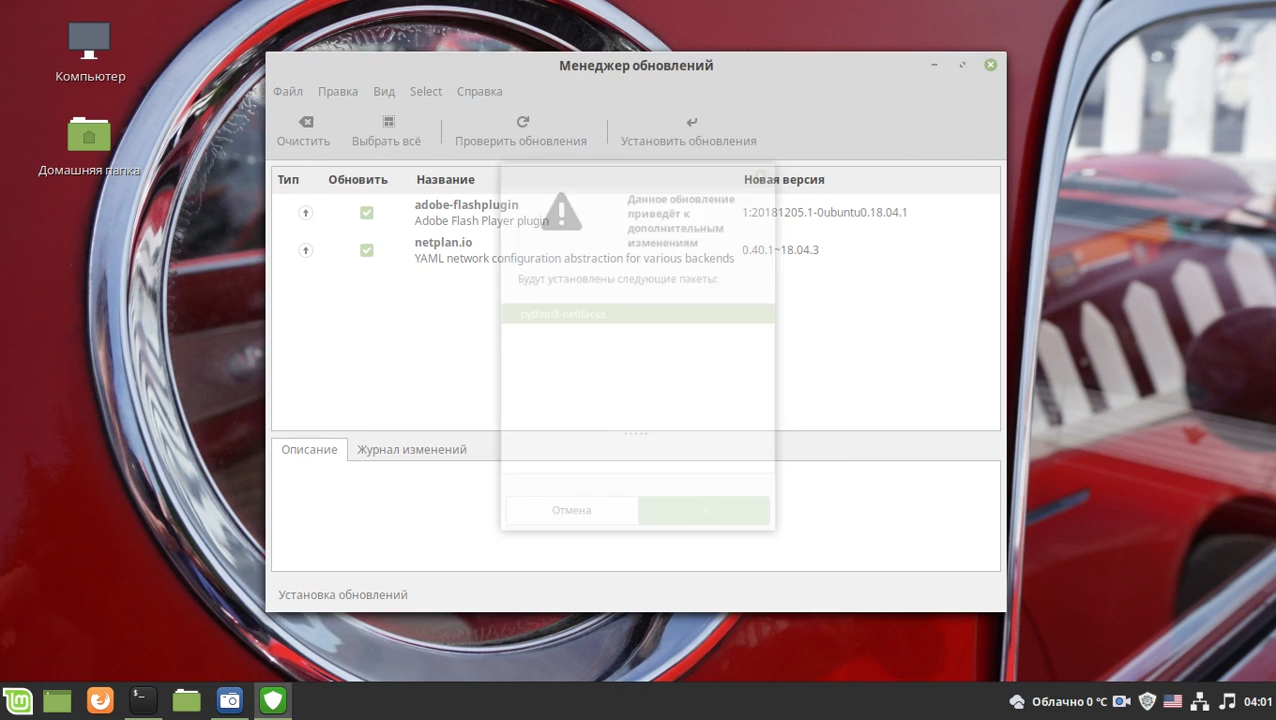 Компьютер
Домашняя папка
Менеджер обновлений
Файл Правка Вид Select Справка
Очистить Выбрать всё Проверить обновления Установить обновления
Тип Обновить Название Новая версия
adobe-flashplugin
Adobe Flash Player plugin 1:20181205.1-0ubuntu0.18.04.1
netplan.io
YAML network configuration abstraction for various backends 0.40.1~18.04.3
Данное обновление
приведёт к
дополнительным
изменениям
Будут установлены следующие пакеты:
python3-netifaces
Отмена
Описание Журнал изменений
Установка обновлений
Облачно 0 °C 04:01